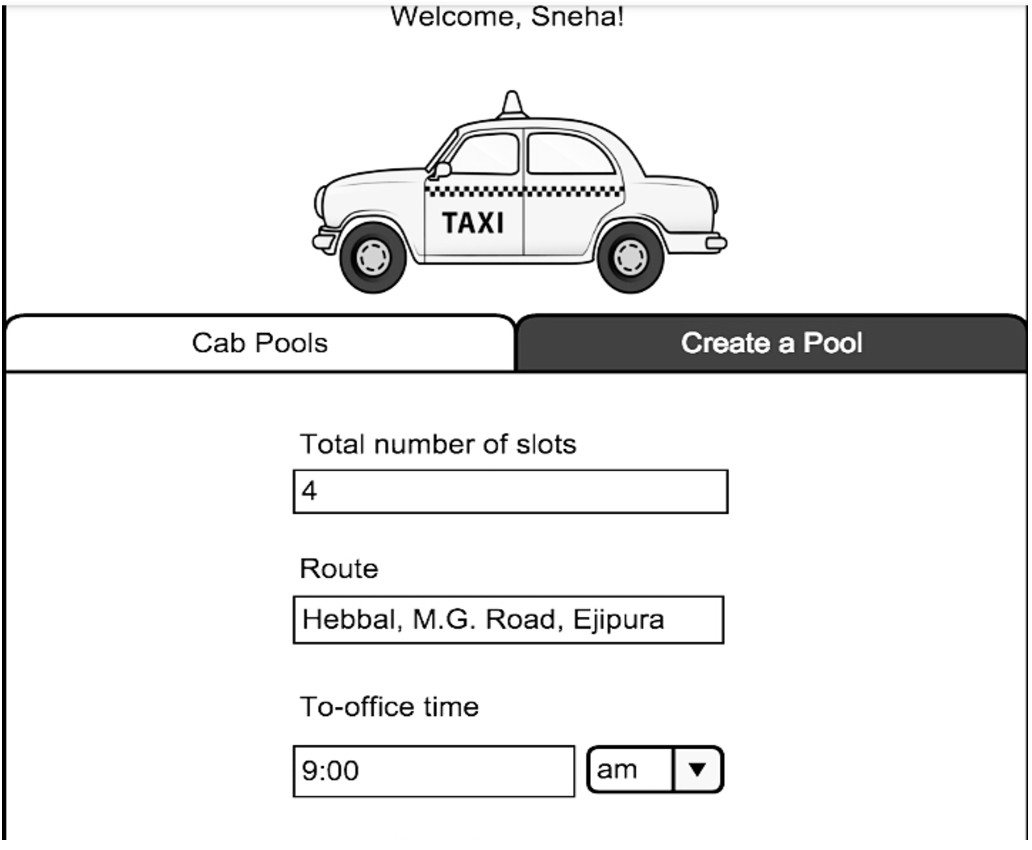 Welcome, Sneha!
TAXI
Cab Pools
Create a Pool
Total number of slots
4
Route
Hebbal, M.G. Road, Ejipura
To-office time
9:00
am